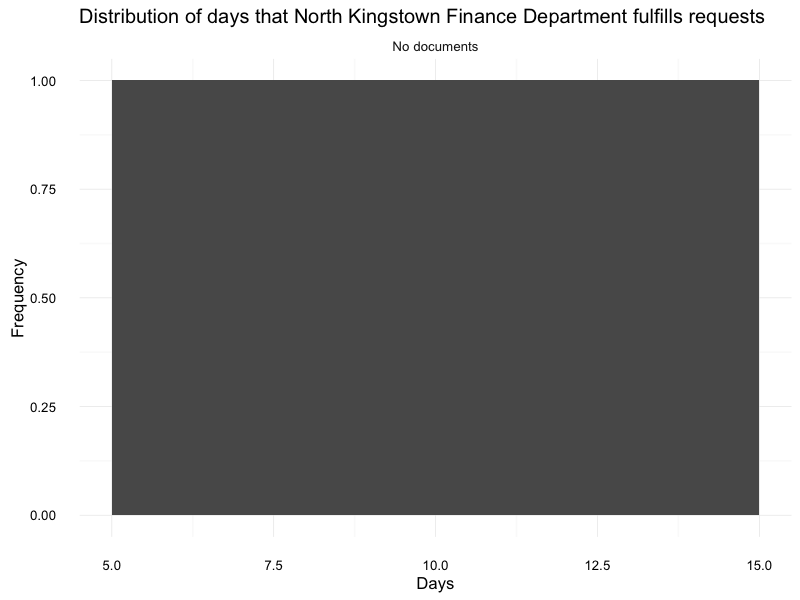 Distribution of days that North Kingstown Finance Department fulfills requests
No documents
1.00
0.75
0.50
0.25
0.00
Frequency
5.0 7.5 10.0 12.5 15.0
Days